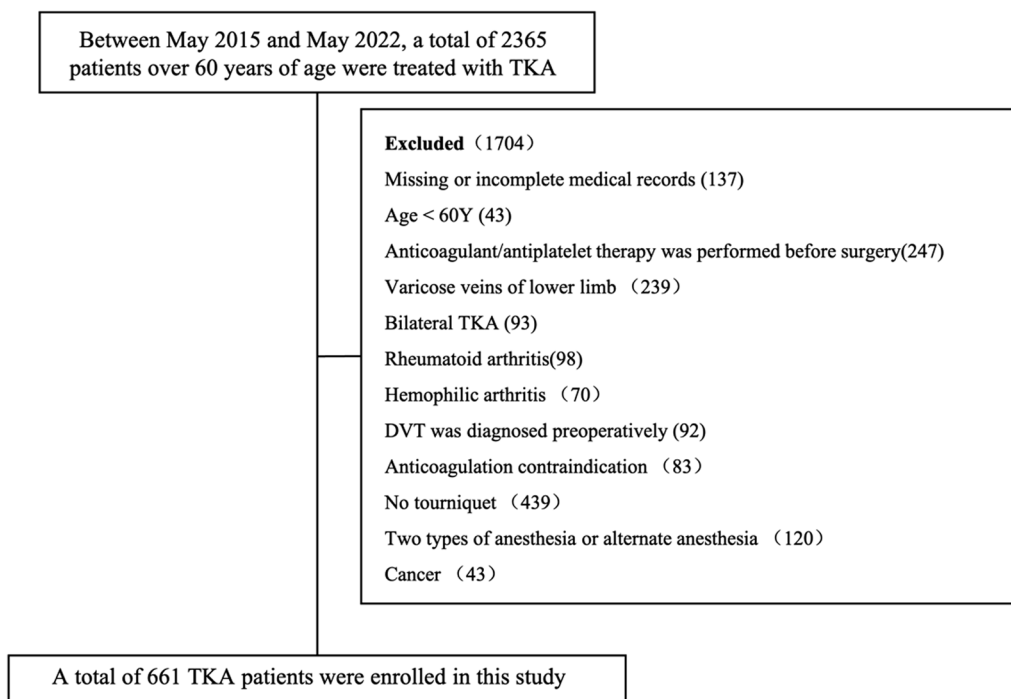 Between May 2015 and May 2022, a total of 2365
patients over 60 years of age were treated with TKA
Excluded（1704）
Missing or incomplete medical records (137)
Age < 60Y (43)
Anticoagulant/antiplatelet therapy was performed before surgery(247)
Varicose veins of lower limb（239）
Bilateral TKA (93)
Rheumatoid arthritis(98)
Hemophilic arthritis（70）
DVT was diagnosed preoperatively (92)
Anticoagulation contraindication（83）
No tourniquet（439）
Two types of anesthesia or alternate anesthesia（120）
Cancer（43）
A total of 661 TKA patients were enrolled in this study